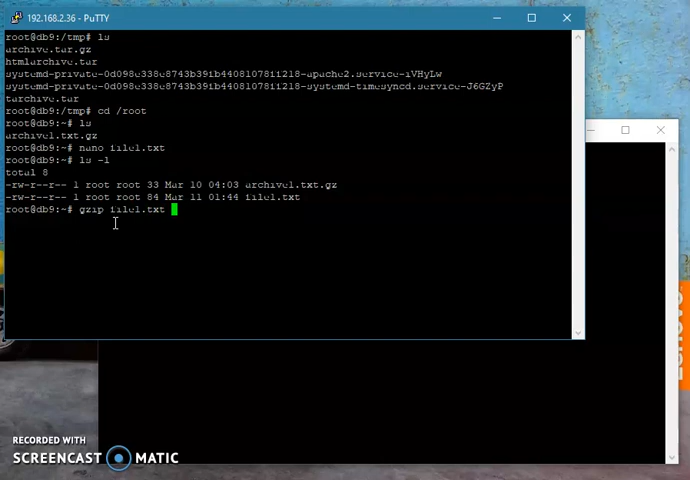 192.168.2.36 - PuTTY
root@db9:/tmp# ls
archive.tar.gz
htmlarchive.tar
systemd-private-0d098e338e8743b391b44081078ii218-apache2.service-iVHyLw
systemd-private-0d098e338e8743b391b44081078ii218-systemd-timesyncd.service-J6GZyP
tarchive.tar
root@db9:/tmp# cd /root
root@db9:~# ls
archive1.txt.gz
root@db9:~# nano file1.txt
root@db9:~# ls -l
total 8
-rw-r--r-- 1 root root 33 Mar 10 04:03 archive1.txt.gz
-rw-r--r-- 1 root root 84 Mar 11 01:44 file1.txt
root@db9:~# gzip file1.txt
lenovo
RECORDED WITH
SCREENCAST MATIC